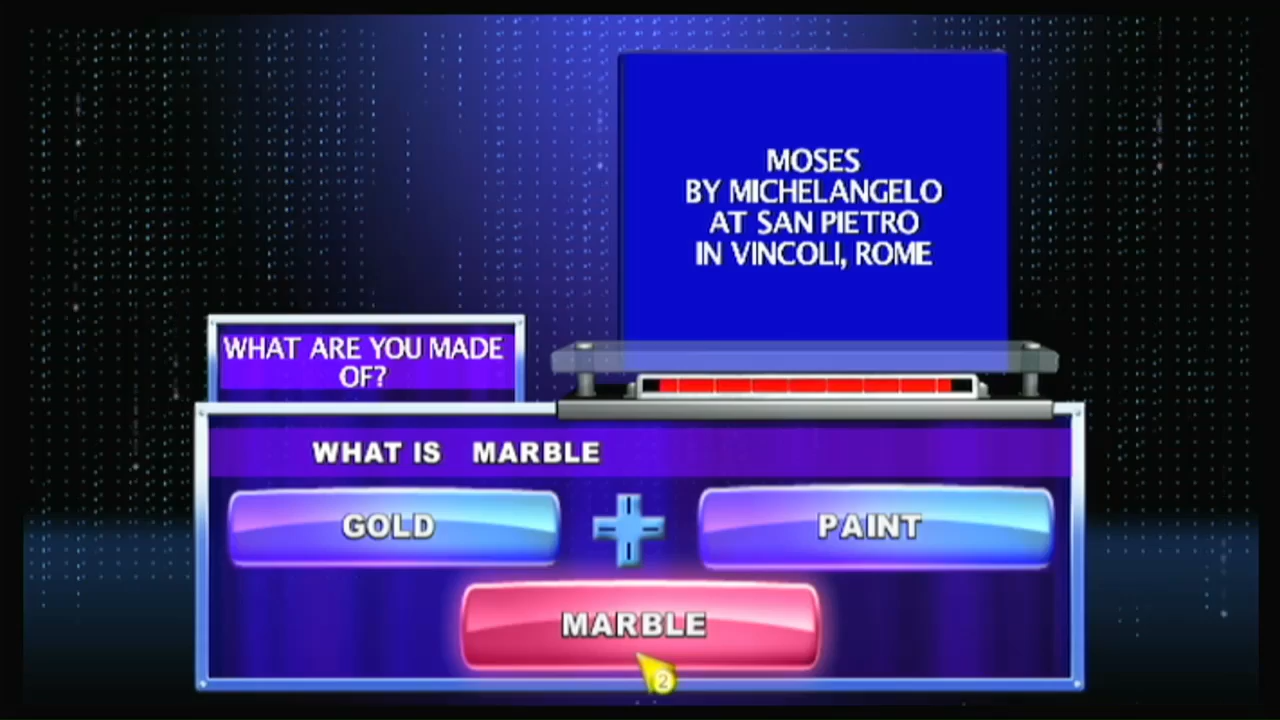 MOSES
BY MICHELANGELO
AT SAN PIETRO
IN VINCOLI, ROME
WHAT ARE YOU MADE
OF?
WHAT IS MARBLE
GOLD
PAINT
MARBLE
2